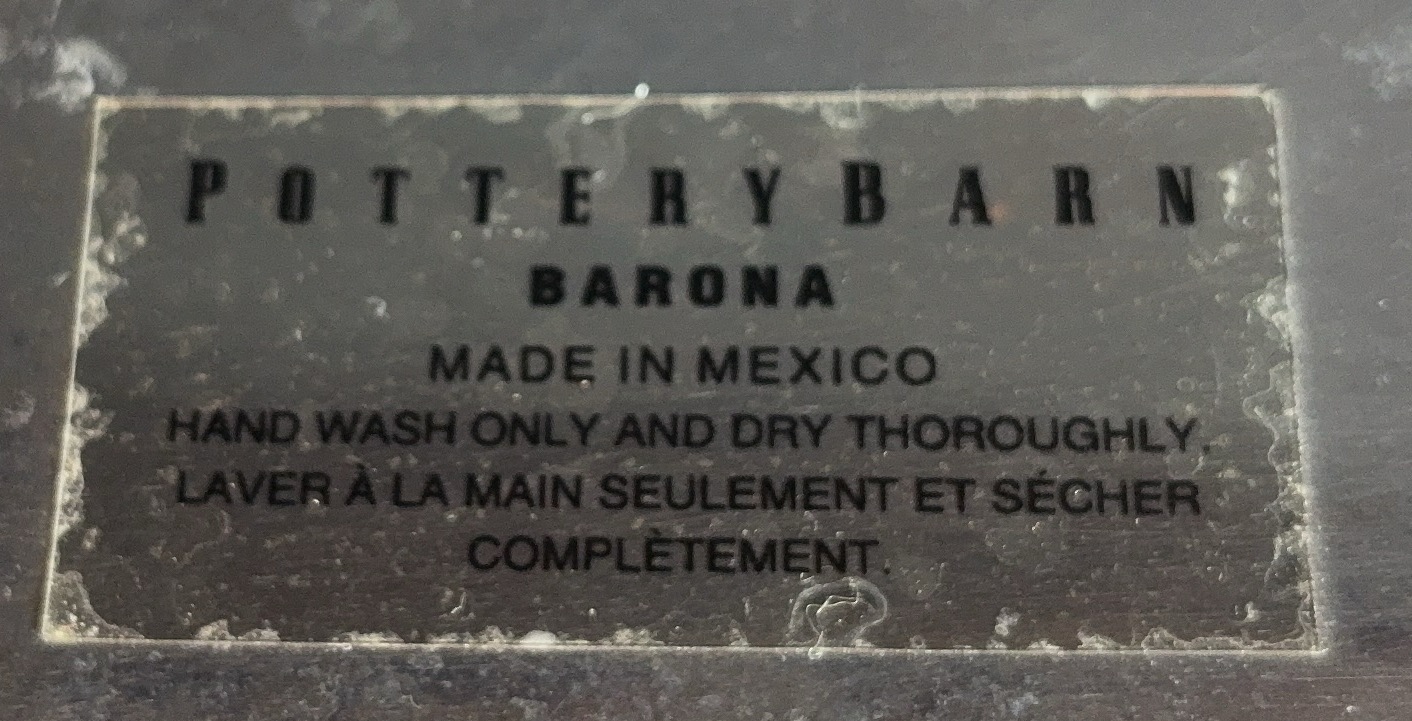 POTTERYBARN
BARONA
MADE IN MEXICO
HAND WASH ONLY AND DRY THOROUGHLY.
LAVER À LA MAIN SEULEMENT ET SÉCHER
COMPLÈTEMENT.